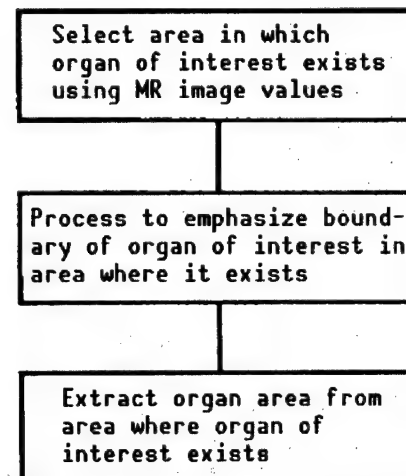 Select area in which
organ of interest exists
using MR image values
Process to emphasize bound-
ary of organ of interest in
area where it exists
Extract organ area from
area where organ of
interest exists